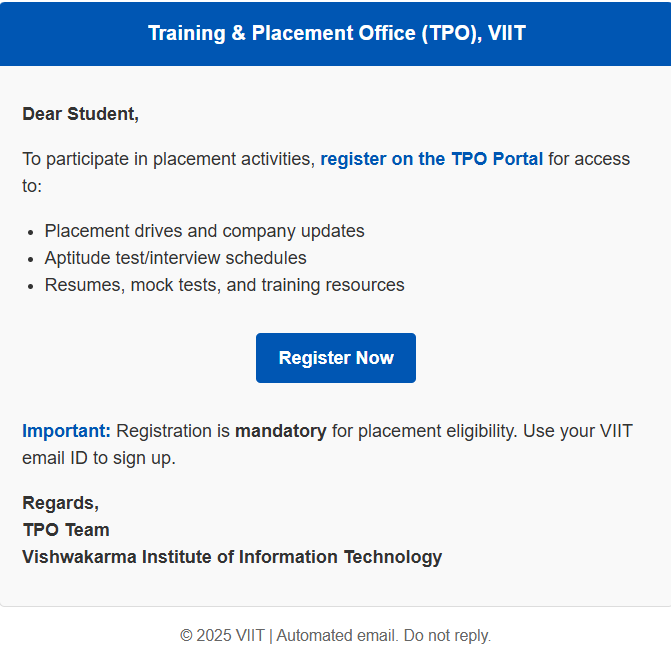 Training & Placement Office (TPO), VIIT
Dear Student,
To participate in placement activities, register on the TPO Portal for access
to:
• Placement drives and company updates
• Aptitude test/interview schedules
• Resumes, mock tests, and training resources
Register Now
Important: Registration is mandatory for placement eligibility. Use your VIIT
email ID to sign up.
Regards,
TPO Team
Vishwakarma Institute of Information Technology
© 2025 VIIT | Automated email. Do not reply.